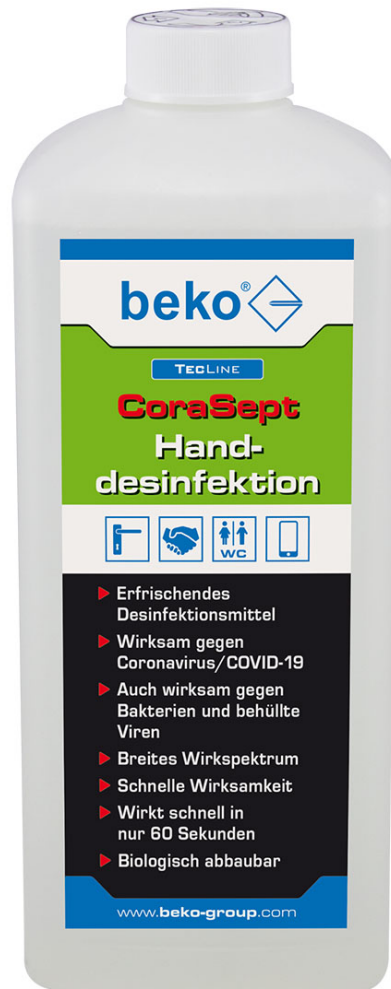 beko®
TECLINE
CoraSept
Hand-
desinfektion
WC
Erfrischendes
Desinfektionsmittel
Wirksam gegen
Coronavirus/COVID-19
Auch wirksam gegen
Bakterien und behüllte
Viren
Breites Wirkspektrum
Schnelle Wirksamkeit
Wirkt schnell in
nur 60 Sekunden
Biologisch abbaubar
www.beko-group.com